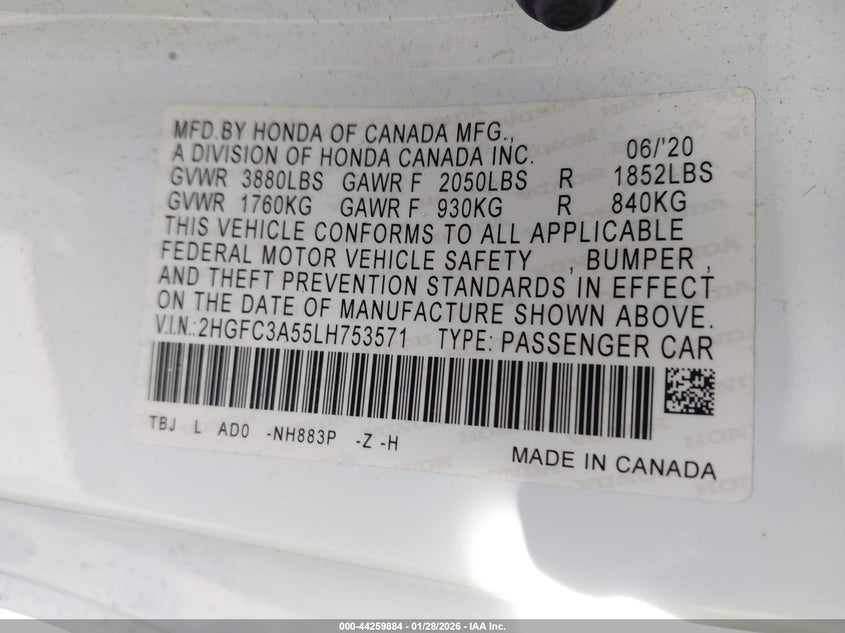 MFD.BY HONDA OF CANADA MFG.,
A DIVISION OF HONDA CANADA INC. 06/'20
GVWR 3880LBS GAWR F 2050LBS R 1852LBS
GVWR 1760KG GAWR F 930KG R 840KG
THIS VEHICLE CONFORMS TO ALL APPLICABLE
FEDERAL MOTOR VEHICLE SAFETY , BUMPER ,
AND THEFT PREVENTION STANDARDS IN EFFECT
ON THE DATE OF MANUFACTURE SHOWN ABOVE.
V.I.N.:2HGFC3A55LH753571 TYPE: PASSENGER CAR
TBJ L AD0 -NH883P -Z -H
MADE IN CANADA
000-44259884 | 01/28/2026 - IAA Inc.